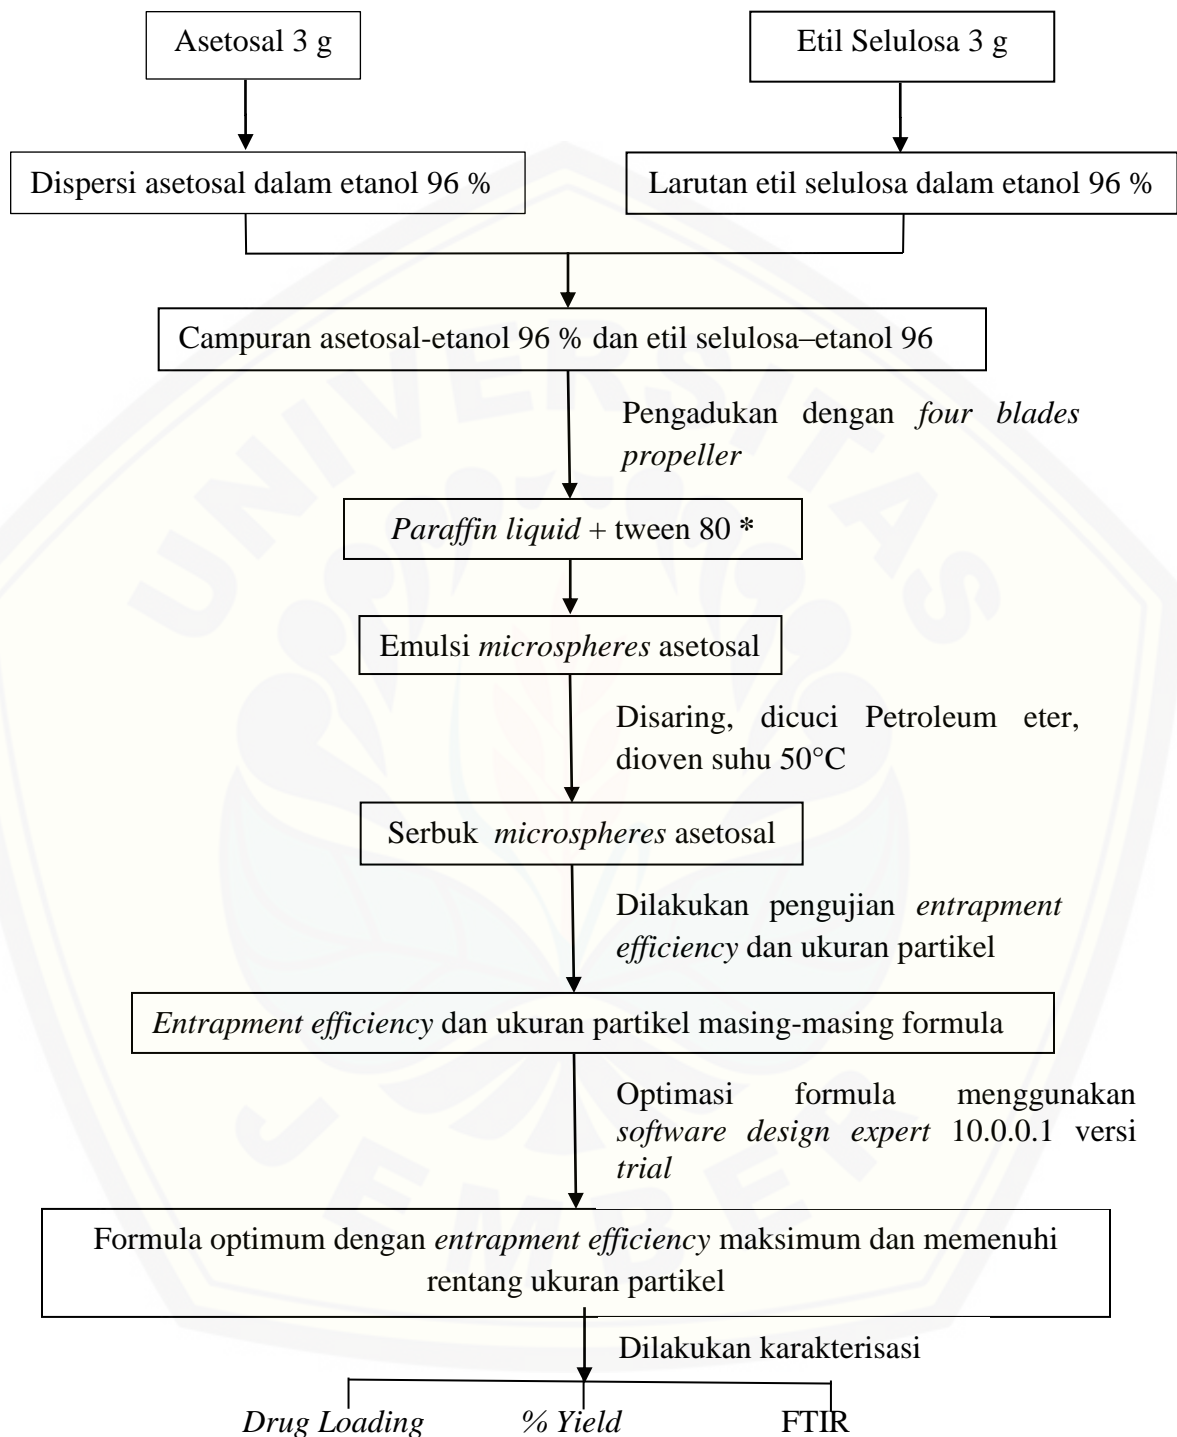 Asetosal 3 g
Etil Selulosa 3 g
Dispersi asetosal dalam etanol 96 %
Larutan etil selulosa dalam etanol 96 %
Campuran asetosal-etanol 96 % dan etil selulosa–etanol 96
Pengadukan dengan four blades
propeller
Paraffin liquid + tween 80 *
Emulsi microspheres asetosal
Disaring, dicuci Petroleum eter,
dioven suhu 50°C
Serbuk microspheres asetosal
Dilakukan pengujian entrapment
efficiency dan ukuran partikel
Entrapment efficiency dan ukuran partikel masing-masing formula
Optimasi formula menggunakan
software design expert 10.0.0.1 versi
trial
Formula optimum dengan entrapment efficiency maksimum dan memenuhi
rentang ukuran partikel
Dilakukan karakterisasi
Drug Loading
% Yield
FTIR
UNIVERSITAS
JEMBER